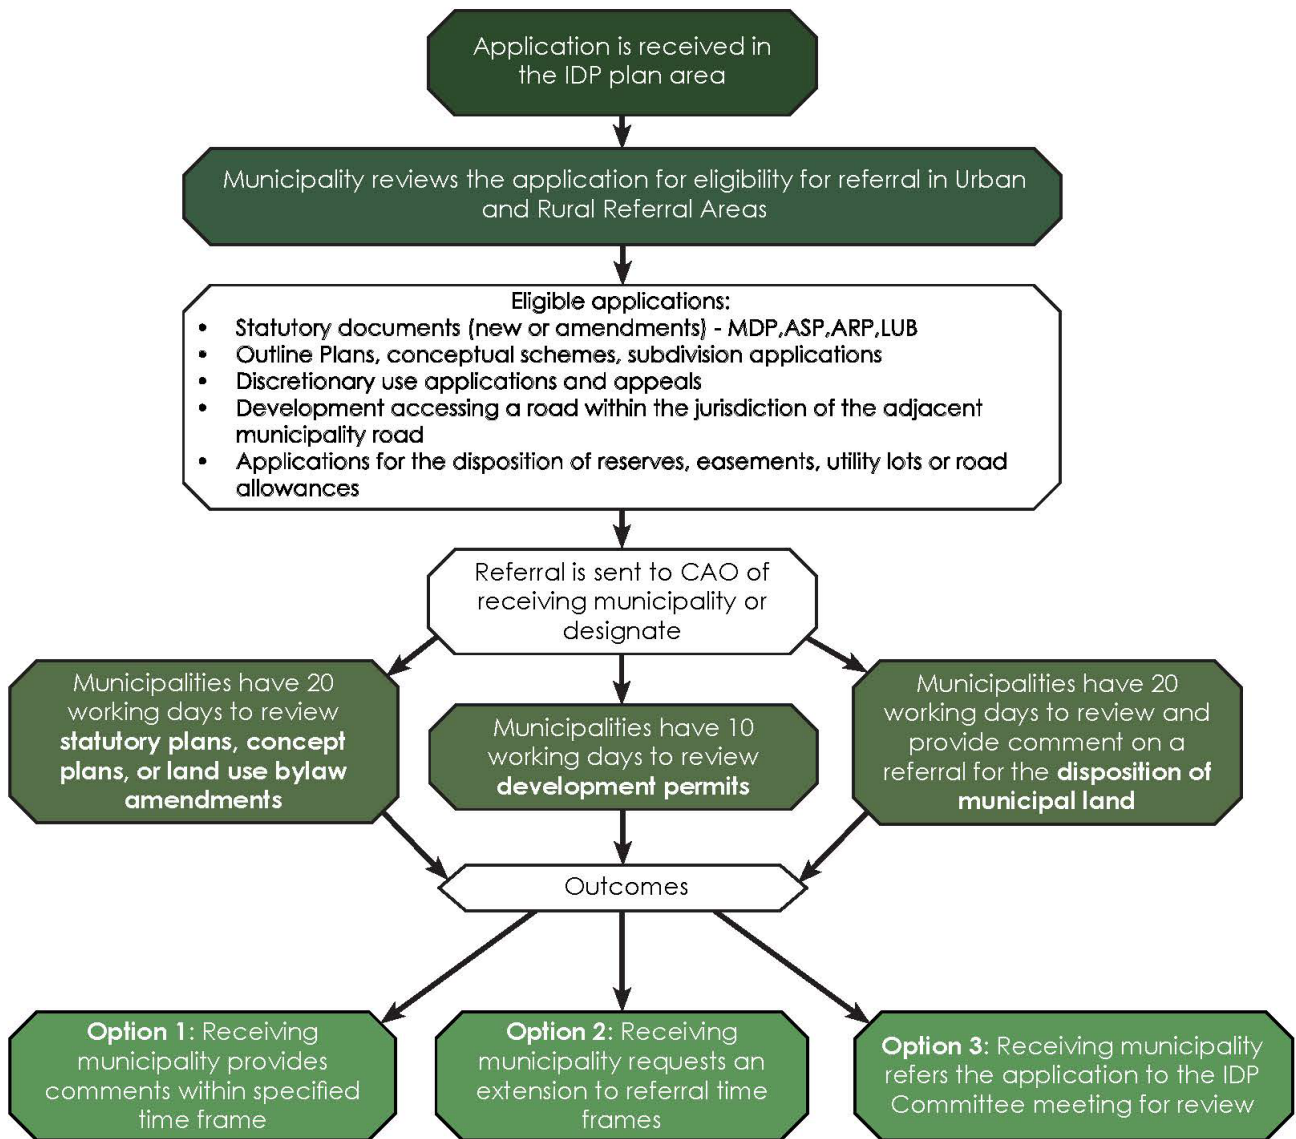 Application is received in
the IDP plan area
Municipality reviews the application for eligibility for referral in Urban
and Rural Referral Areas
Eligible applications:
• Statutory documents (new or amendments) - MDP,ASP,ARP,LUB
• Outline Plans, conceptual schemes, subdivision applications
• Discretionary use applications and appeals
• Development accessing a road within the jurisdiction of the adjacent
municipality road
• Applications for the disposition of reserves, easements, utility lots or road
allowances
Referral is sent to CAO of
receiving municipality or
designate
Municipalities have 20
working days to review
statutory plans, concept
plans, or land use bylaw
amendments
Municipalities have 10
working days to review
development permits
Municipalities have 20
working days to review and
provide comment on a
referral for the disposition of
municipal land
Outcomes
Option 1: Receiving
municipality provides
comments within specified
time frame
Option 2: Receiving
municipality requests an
extension to referral time
frames
Option 3: Receiving municipality
refers the application to the IDP
Committee meeting for review